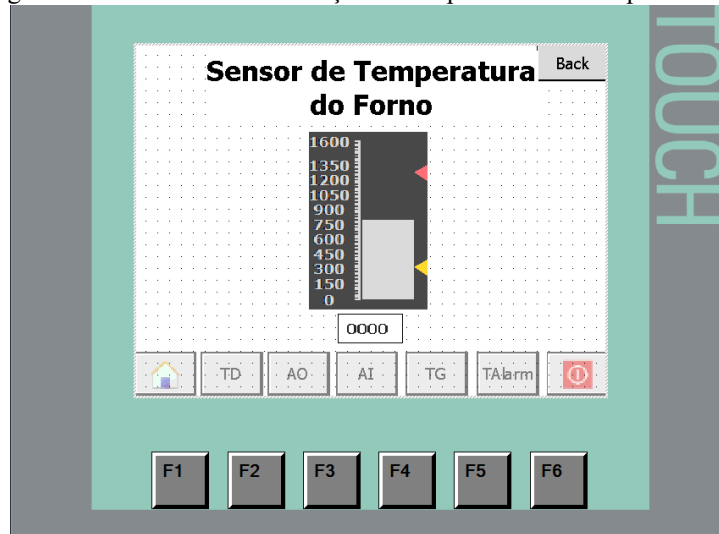 Sensor de Temperatura
do Forno
Back
TOUCH
1600
1350
1200
1050
900
750
600
450
300
150
0
0000
TD AO AI TG TAlarm
F1 F2 F3 F4 F5 F6